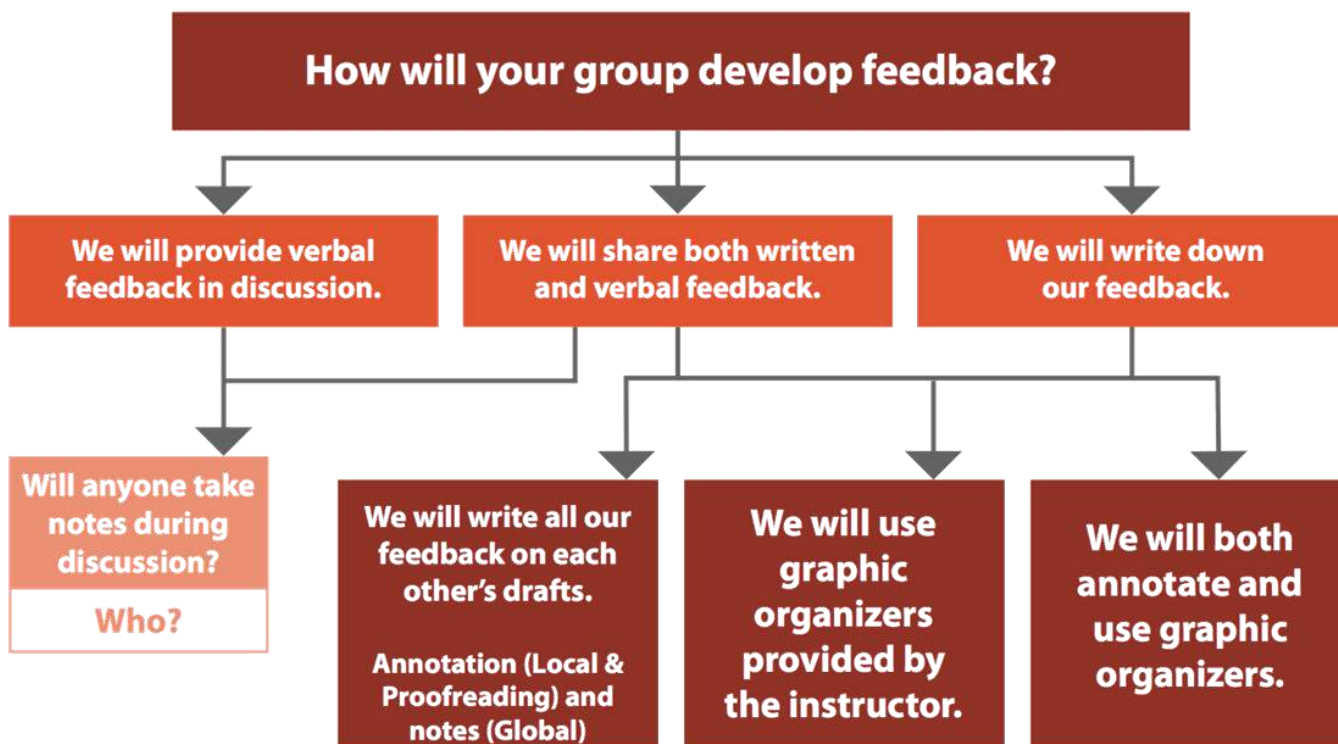 How will your group develop feedback?
We will provide verbal
feedback in discussion.
We will share both written
and verbal feedback.
We will write down
our feedback.
Will anyone take
notes during
discussion?
Who?
We will write all our
feedback on each
other’s drafts.
Annotation (Local &
Proofreading) and
notes (Global)
We will use
graphic
organizers
provided by
the instructor.
We will both
annotate and
use graphic
organizers.